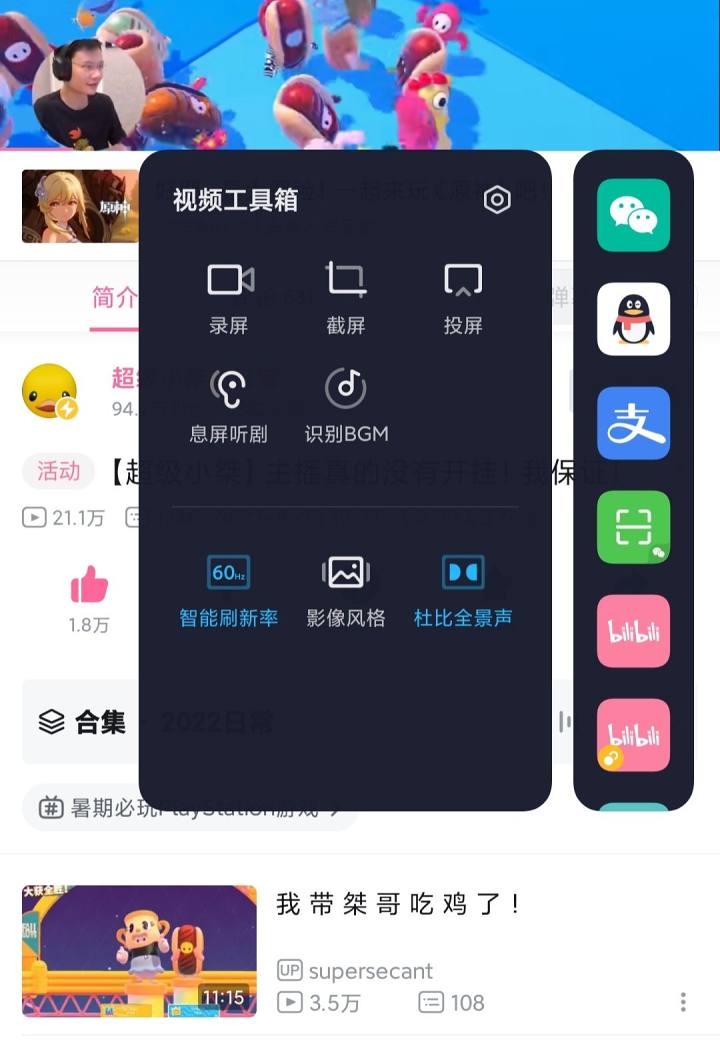 原神
视频工具箱
简介
弹
录屏 截屏 投屏
超级
94.
息屏听剧 识别BGM
活动 【超级小桀】主播真的没有开挂！我保证！
21.1万
60Hz
智能刷新率 影像风格 杜比全景声
1.8万
合集 · 2022日常
暑期必玩PlayStation游戏 >
支
bilibili
bilibili
大获全胜!
11:15
我带桀哥吃鸡了！
UP supersecant
3.5万 108